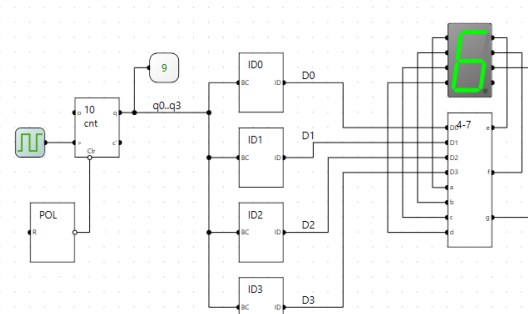 6
9
ID0
BC
ID
D0
10
cnt
q
q0..q3
Clr
4-7
D0
D1
D2
D3
a
b
c
d
e
f
g
ID1
BC
ID
D1
POL
R
ID2
BC
ID
D2
ID3
BC
ID
D3